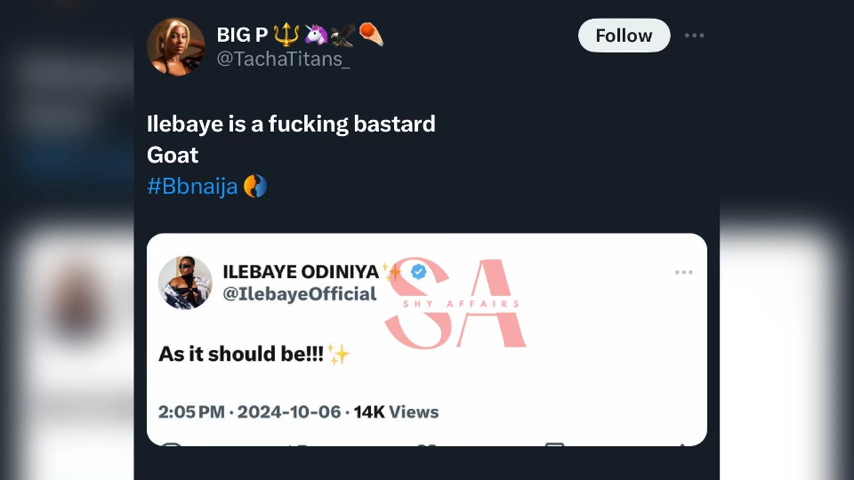 BIG P 🔱🦄🦅☄️
@TachaTitans_
Follow
Ilebaye is a fucking bastard
Goat
#Bbnaija
ILEBAYE ODINIYA✨
@IlebayeOfficial
SA
SHY AFFAIRS
As it should be!!!✨
2:05 PM · 2024-10-06 · 14K Views